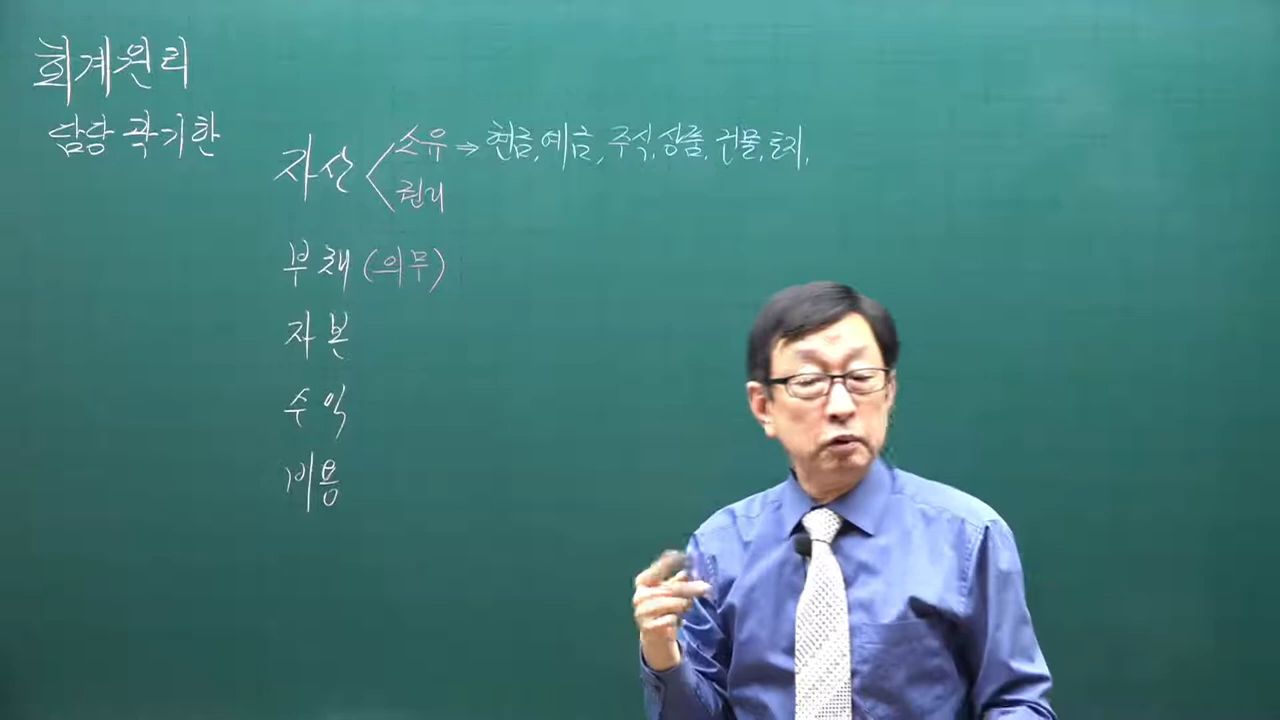 회계원리
담당 곽기한
자산 < 소유 ⇒ 현금, 예금, 주식, 상품, 건물, 토지,
권리
부채 (의무)
자본
수익
비용